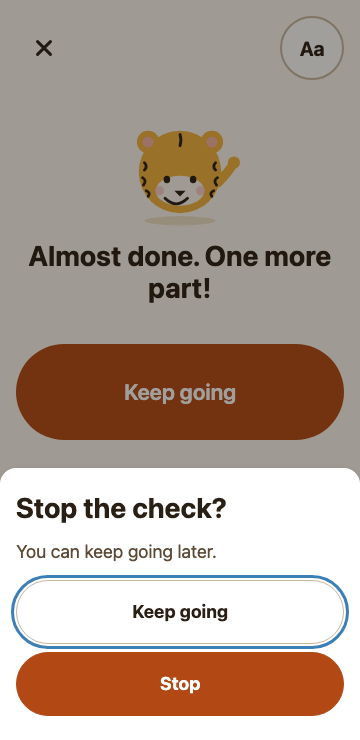 Aa
Almost done. One more
part!
Keep going
Stop the check?
You can keep going later.
Keep going
Stop